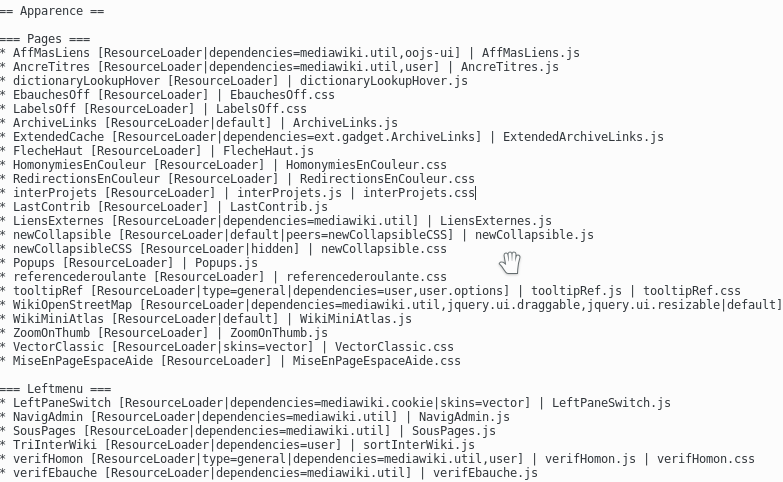 == Apparence ==
=== Pages ===
* AffMasLiens [ResourceLoader|dependencies=mediawiki.util,oojs-ui] | AffMasLiens.js
* AncreTitres [ResourceLoader|dependencies=mediawiki.util,user] | AncreTitres.js
* dictionaryLookupHover [ResourceLoader] | dictionaryLookupHover.js
* EbauchesOff [ResourceLoader] | EbauchesOff.css
* LabelsOff [ResourceLoader] | LabelsOff.css
* ArchiveLinks [ResourceLoader|default] | ArchiveLinks.js
* ExtendedCache [ResourceLoader|dependencies=ext.gadget.ArchiveLinks] | ExtendedArchiveLinks.js
* FlecheHaut [ResourceLoader] | FlecheHaut.js
* HomonymiesEnCouleur [ResourceLoader] | HomonymiesEnCouleur.css
* RedirectionsEnCouleur [ResourceLoader] | RedirectionsEnCouleur.css
* interProjets [ResourceLoader] | interProjets.js | interProjets.css
* LastContrib [ResourceLoader] | LastContrib.js
* LiensExternes [ResourceLoader|dependencies=mediawiki.util] | LiensExternes.js
* newCollapsible [ResourceLoader|default|peers=newCollapsibleCSS] | newCollapsible.js
* newCollapsibleCSS [ResourceLoader|hidden] | newCollapsible.css
* Popups [ResourceLoader] | Popups.js
* referencederoulante [ResourceLoader] | referencederoulante.css
* tooltipRef [ResourceLoader|type=general|dependencies=user,user.options] | tooltipRef.js | tooltipRef.css
* WikiOpenStreetMap [ResourceLoader|dependencies=mediawiki.util,jquery.ui.draggable,jquery.ui.resizable|default]
* WikiMiniAtlas [ResourceLoader|default] | WikiMiniAtlas.js
* ZoomOnThumb [ResourceLoader] | ZoomOnThumb.js
* VectorClassic [ResourceLoader|skins=vector] | VectorClassic.css
* MiseEnPageEspaceAide [ResourceLoader] | MiseEnPageEspaceAide.css
=== Leftmenu ===
* LeftPaneSwitch [ResourceLoader|dependencies=mediawiki.cookie|skins=vector] | LeftPaneSwitch.js
* NavigAdmin [ResourceLoader|dependencies=mediawiki.util] | NavigAdmin.js
* SousPages [ResourceLoader|dependencies=mediawiki.util] | SousPages.js
* TriInterWiki [ResourceLoader|dependencies=user] | sortInterWiki.js
* verifHomon [ResourceLoader|type=general|dependencies=mediawiki.util,user] | verifHomon.js | verifHomon.css
* verifEbauche [ResourceLoader|dependencies=mediawiki.util] | verifEbauche.js